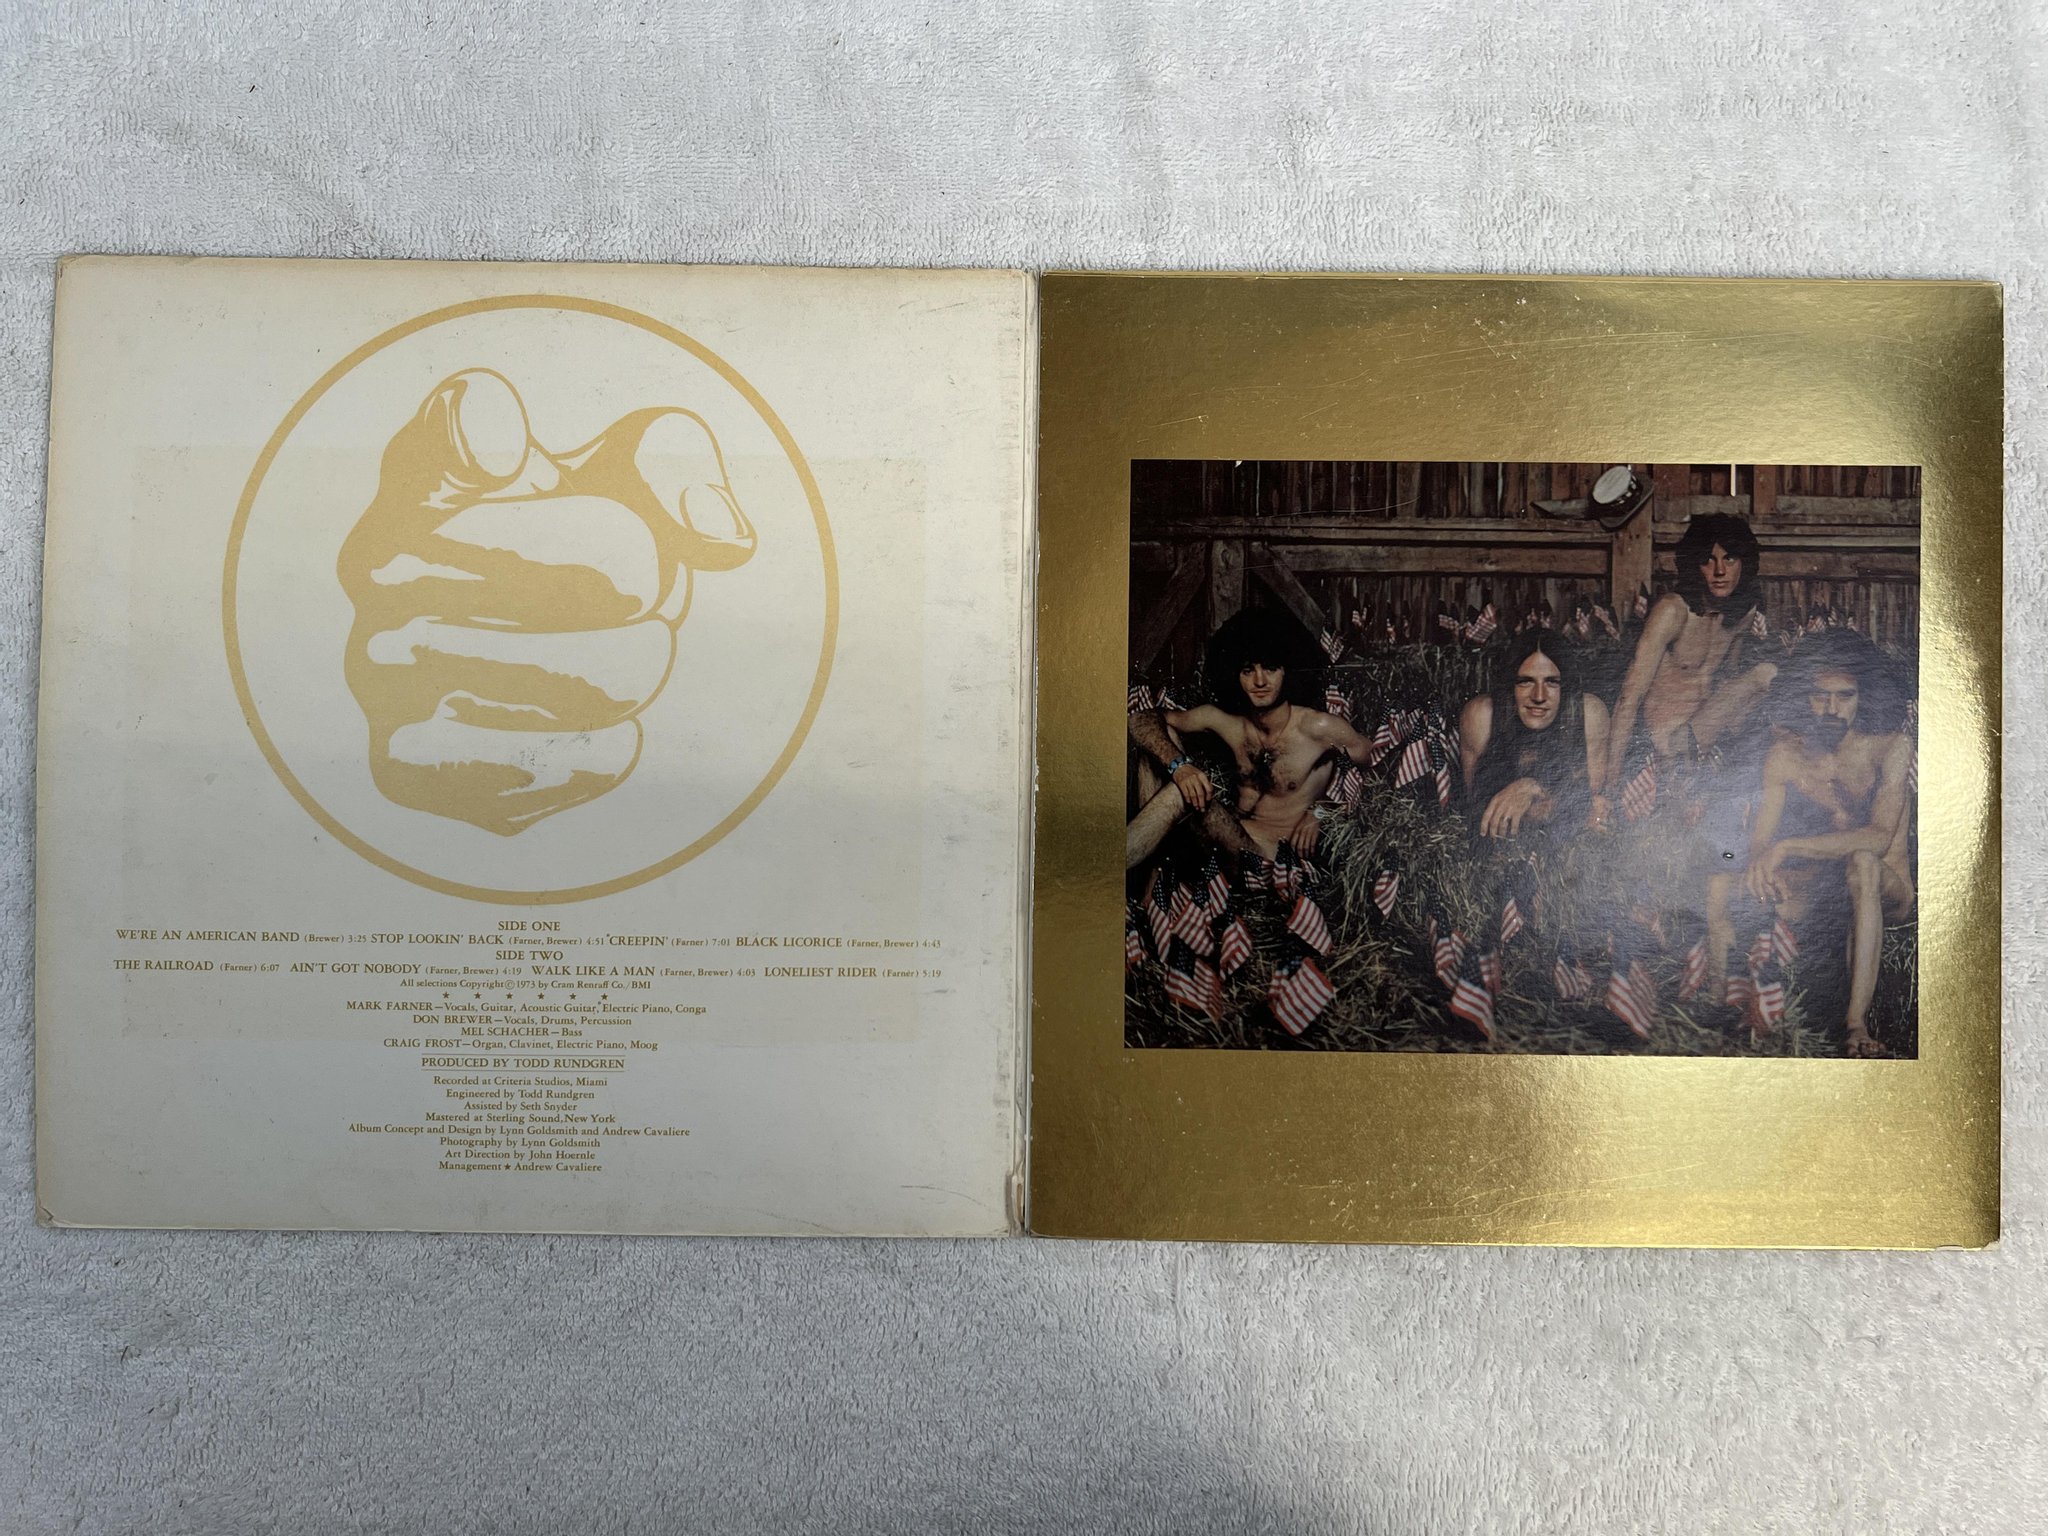 SIDE ONE
WE'RE AN AMERICAN BAND (Brewer) 3:25 STOP LOOKIN' BACK (Farner, Brewer) 4:51 *CREEPIN' (Farner) 7:01 BLACK LICORICE (Farner, Brewer) 4:43
SIDE TWO
THE RAILROAD (Farner) 6:07 AIN'T GOT NOBODY (Farner, Brewer) 4:19 WALK LIKE A MAN (Farner, Brewer) 4:03 LONELIEST RIDER (Farner) 5:19
All selections Copyright © 1973 by Cram Renraff Co./BMI
★ ★ ★ ★ ★ ★
MARK FARNER—Vocals, Guitar, Acoustic Guitar,*Electric Piano, Conga
DON BREWER—Vocals, Drums, Percussion
MEL SCHACHER—Bass
CRAIG FROST—Organ, Clavinet, Electric Piano, Moog
PRODUCED BY TODD RUNDGREN
Recorded at Criteria Studios, Miami
Engineered by Todd Rundgren
Assisted by Seth Snyder
Mastered at Sterling Sound, New York
Album Concept and Design by Lynn Goldsmith and Andrew Cavaliere
Photography by Lynn Goldsmith
Art Direction by John Hoernle
Management ★ Andrew Cavaliere